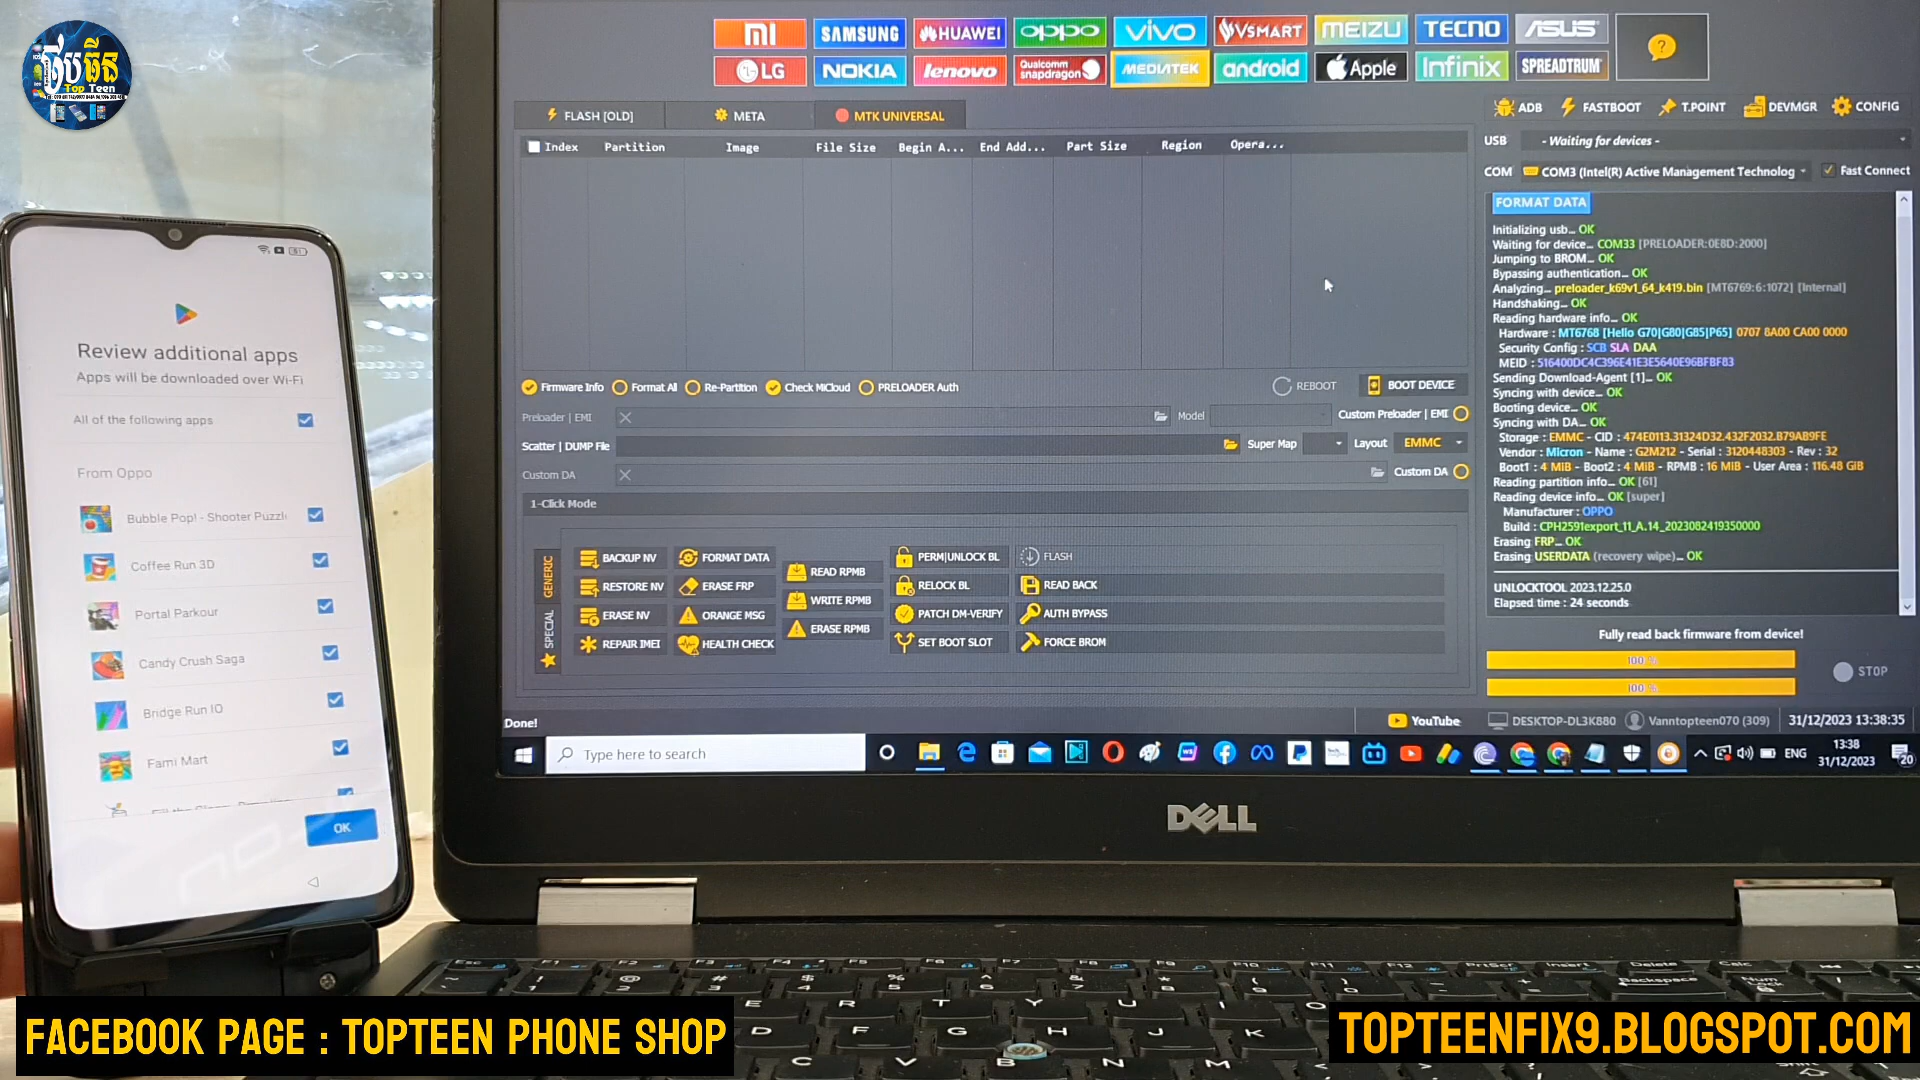 ថ្មីប ធីន
Top Teen
Review additional apps
Apps will be downloaded over Wi-Fi
All of the following apps
From Oppo
Bubble Pop! - Shooter Puzzl
Coffee Run 3D
Portal Parkour
Candy Crush Saga
Bridge Run IO
Fami Mart
OK
mi SAMSUNG HUAWEI oppo vivo VSMART MEIZU TECNO ASUS ?
LG NOKIA lenovo Qualcomm snapdragon MEDIATEK android Apple Infinix SPREADTRUM
FLASH [OLD] META MTK UNIVERSAL
ADB FASTBOOT T.POINT DEVMGR CONFIG
Index Partition Image File Size Begin A... End Add... Part Size Region Opera...
USB - Waiting for devices -
COM COM3 (Intel(R) Active Management Technolog Fast Connect
FORMAT DATA
Initializing usb... OK
Waiting for device... COM33 [PRELOADER:0E8D:2000]
Jumping to BROM... OK
Bypassing authentication... OK
Analyzing... preloader_k69v1_64_k419.bin [MT6769:6:1072] [Internal]
Handshaking... OK
Reading hardware info... OK
Hardware : MT6768 [Helio G70|G80|G85|P65] 0707 8A00 CA00 0000
Security Config : SCB SLA DAA
MEID : 516400DC4C396E41E3E5640E96BFBF83
Sending Download-Agent [1]... OK
Syncing with device... OK
Booting device... OK
Syncing with DA... OK
Storage : EMMC - CID : 474E0113.31324D32.432F2032.B79AB9FE
Vendor : Micron - Name : G2M212 - Serial : 3120448303 - Rev : 32
Boot1 : 4 MiB - Boot2 : 4 MiB - RPMB : 16 MiB - User Area : 116.48 GiB
Reading partition info... OK [61]
Reading device info... OK [super]
Manufacturer : OPPO
Build : CPH2591export_11_A.14_2023082419350000
Erasing FRP... OK
Erasing USERDATA (recovery wipe)... OK
UNLOCKTOOL 2023.12.25.0
Elapsed time : 24 seconds
Firmware Info Format All Re-Partition Check MiCloud PRELOADER Auth REBOOT BOOT DEVICE
Preloader | EMI Model Custom Preloader | EMI
Scatter | DUMP File Super Map Layout EMMC
Custom DA Custom DA
1-Click Mode
GENERIC
SPECIAL
BACKUP NV FORMAT DATA READ RPMB PERM|UNLOCK BL FLASH
RESTORE NV ERASE FRP WRITE RPMB RELOCK BL READ BACK
ERASE NV ORANGE MSG ERASE RPMB PATCH DM-VERIFY AUTH BYPASS
REPAIR IMEI HEALTH CHECK SET BOOT SLOT FORCE BROM
Fully read back firmware from device!
100 %
100 %
STOP
Done! YouTube DESKTOP-DL3K880 Vanntopteen070 (309) 31/12/2023 13:38:35
Type here to search
ENG 13:38
31/12/2023 20
DELL
FACEBOOK PAGE : TOPTEEN PHONE SHOP
TOPTEENFIX9.BLOGSPOT.COM